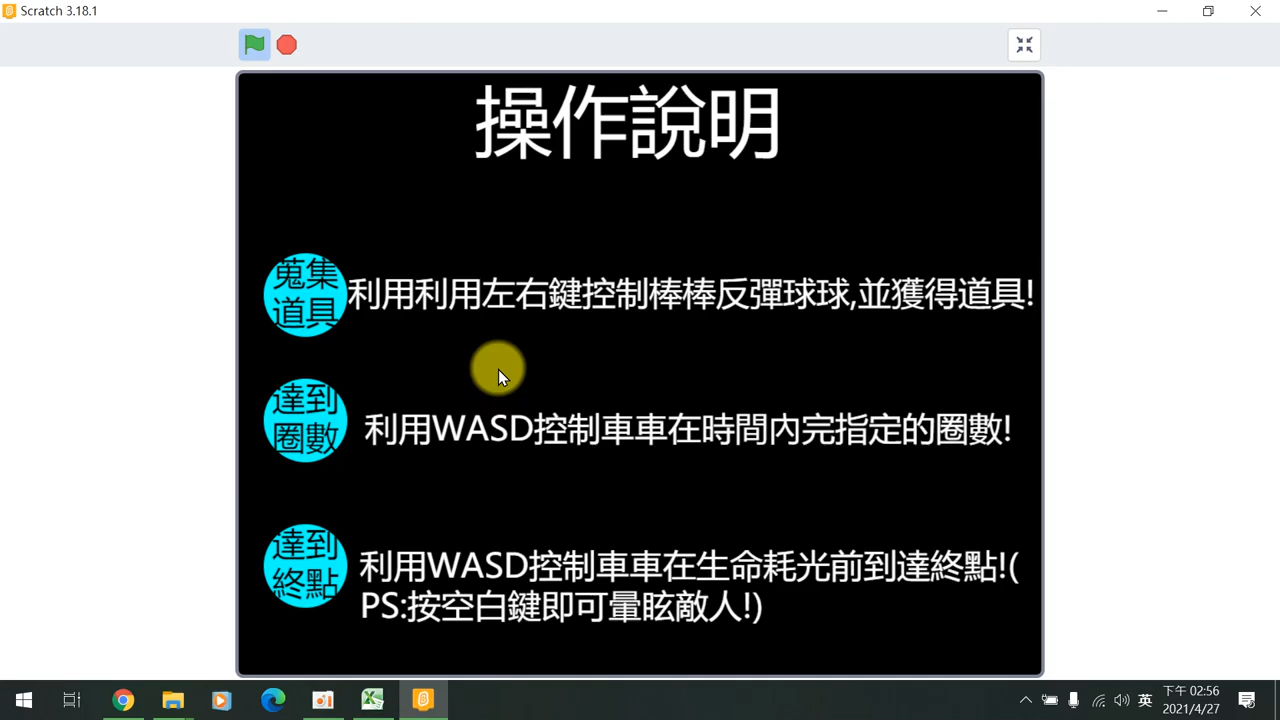 Scratch 3.18.1
操作說明
蒐集
道具
利用利用左右鍵控制棒棒反彈球球,並獲得道具!
達到
圈數
利用WASD控制車車在時間內完指定的圈數!
達到
終點
利用WASD控制車車在生命耗光前到達終點!(
PS:按空白鍵即可暈眩敵人!)
英
下午 02:56
2021/4/27